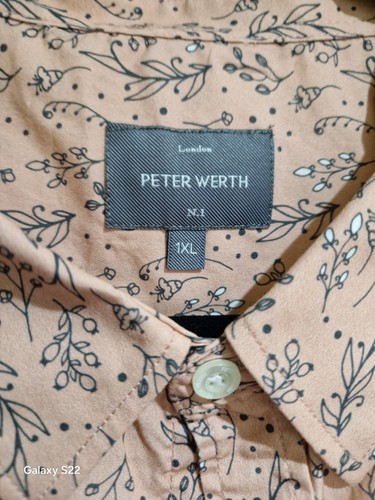 London
PETER WERTH
N.1
1XL
Galaxy S22